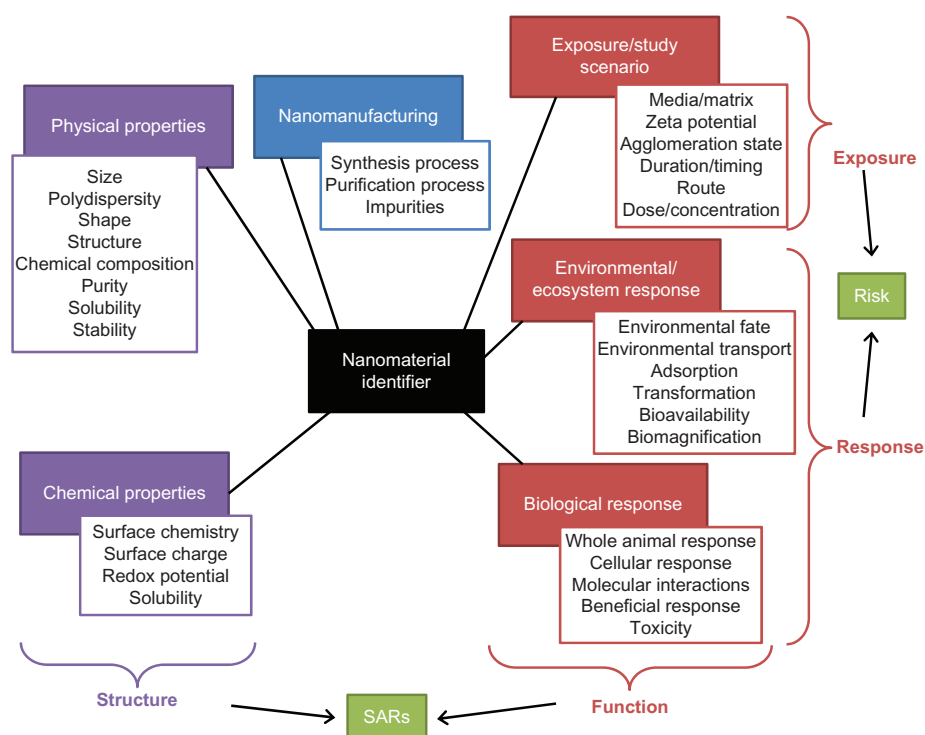 Physical properties
Size
Polydispersity
Shape
Structure
Chemical composition
Purity
Solubility
Stability
Nanomanufacturing
Synthesis process
Purification process
Impurities
Exposure/study
scenario
Media/matrix
Zeta potential
Agglomeration state
Duration/timing
Route
Dose/concentration
Exposure
Risk
Nanomaterial
identifier
Environmental/
ecosystem response
Environmental fate
Environmental transport
Adsorption
Transformation
Bioavailability
Biomagnification
Response
Chemical properties
Surface chemistry
Surface charge
Redox potential
Solubility
Biological response
Whole animal response
Cellular response
Molecular interactions
Beneficial response
Toxicity
Structure
SARs
Function